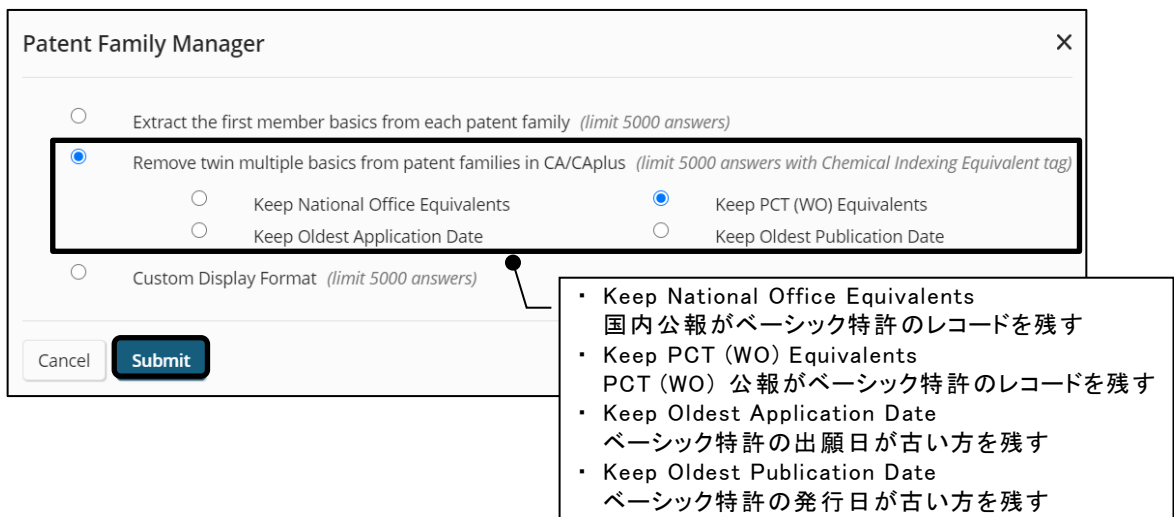 Patent Family Manager ×
Extract the first member basics from each patent family (limit 5000 answers)
Remove twin multiple basics from patent families in CA/CAplus (limit 5000 answers with Chemical Indexing Equivalent tag)
Keep National Office Equivalents
Keep PCT (WO) Equivalents
Keep Oldest Application Date
Keep Oldest Publication Date
Custom Display Format (limit 5000 answers)
Cancel
Submit
・ Keep National Office Equivalents
国内公報がベーシック特許のレコードを残す
・ Keep PCT (WO) Equivalents
PCT (WO) 公報がベーシック特許のレコードを残す
・ Keep Oldest Application Date
ベーシック特許の出願日が古い方を残す
・ Keep Oldest Publication Date
ベーシック特許の発行日が古い方を残す